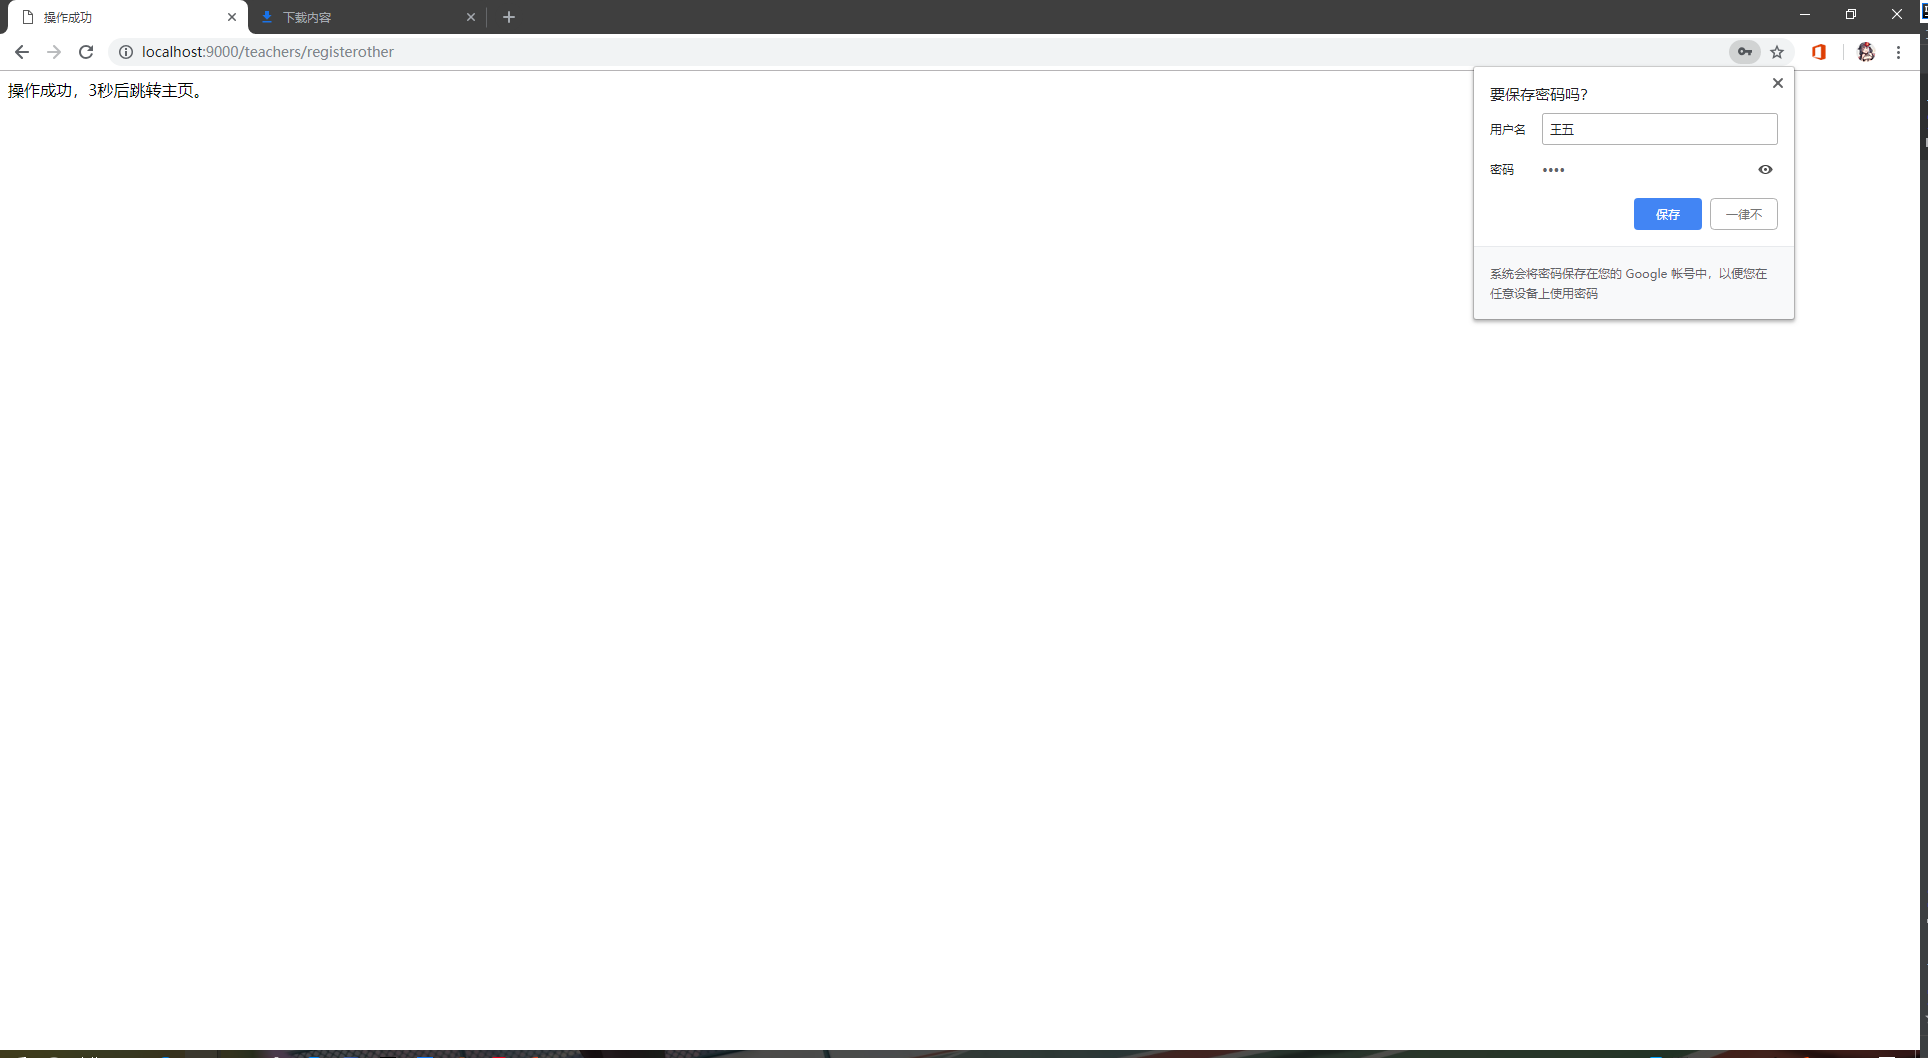 操作成功
下载内容
localhost:9000/teachers/registerother
操作成功，3秒后跳转主页。
要保存密码吗？
用户名
王五
密码
••••
保存
一律不
系统会将密码保存在您的 Google 帐号中，以便您在
任意设备上使用密码